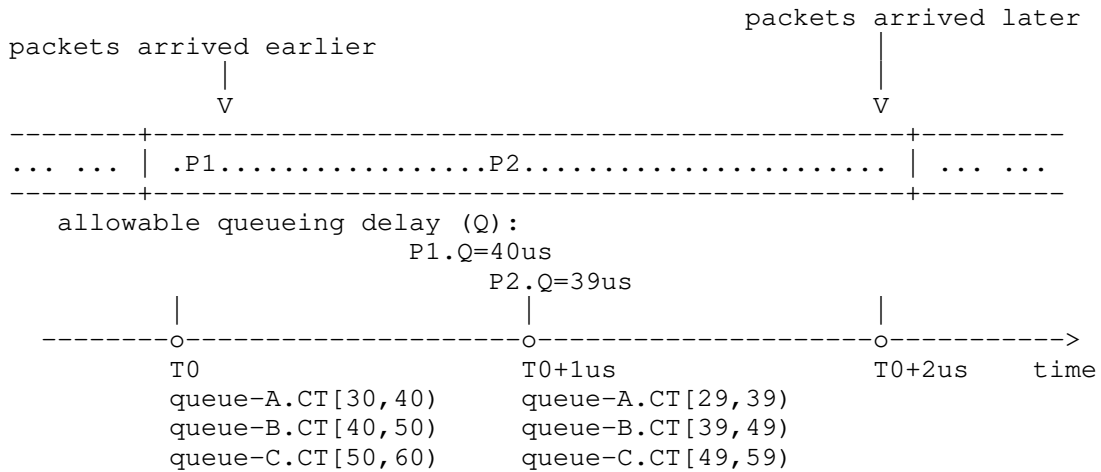 packets arrived later
packets arrived earlier                               |
|                                         |
V                                         V
--------+------------------------------------------------+---------
... ... | .P1.................P2....................... | ... ...
--------+------------------------------------------------+---------
allowable queueing delay (Q):
P1.Q=40us
P2.Q=39us
|                      |                      |
--------o----------------------o----------------------o----------->
T0                     T0+1us                 T0+2us    time
queue-A.CT[30,40)     queue-A.CT[29,39)
queue-B.CT[40,50)     queue-B.CT[39,49)
queue-C.CT[50,60)     queue-C.CT[49,59)